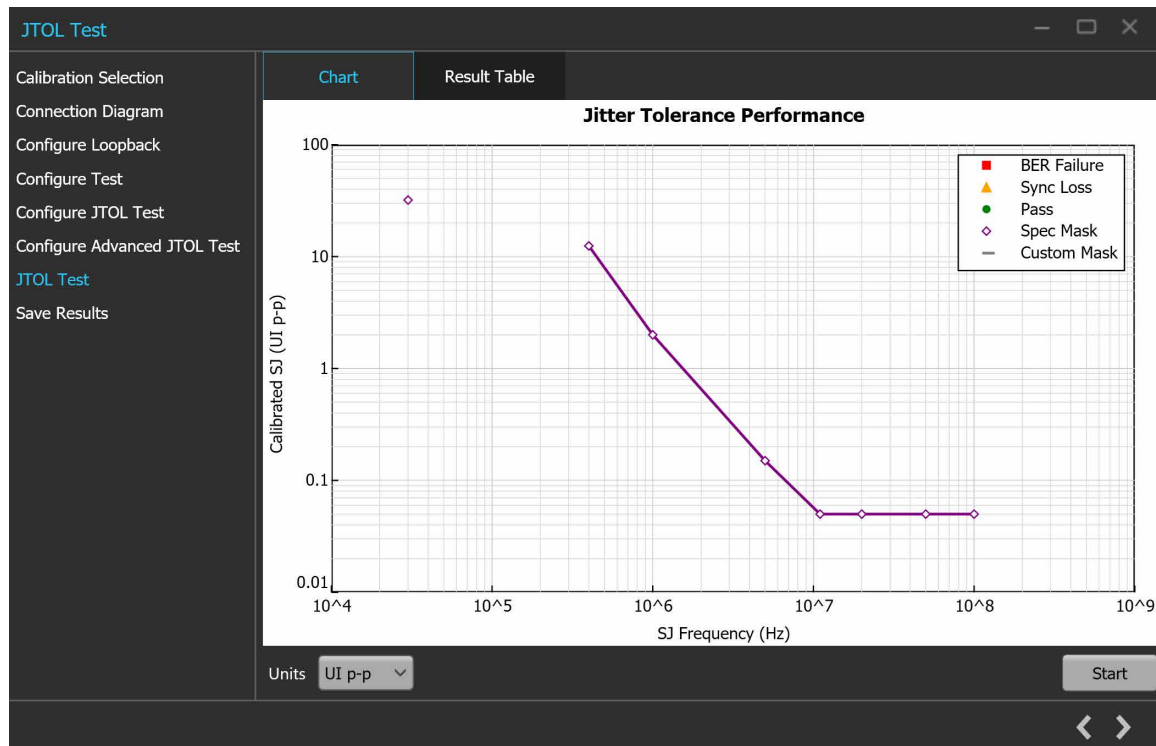 JTOL Test
Calibration Selection
Connection Diagram
Configure Loopback
Configure Test
Configure JTOL Test
Configure Advanced JTOL Test
JTOL Test
Save Results
Chart
Result Table
Jitter Tolerance Performance
100
10
1
0.1
0.01
Calibrated SJ (UI p-p)
BER Failure
Sync Loss
Pass
Spec Mask
Custom Mask
10^4
10^5
10^6
10^7
10^8
10^9
SJ Frequency (Hz)
Units
UI p-p
Start